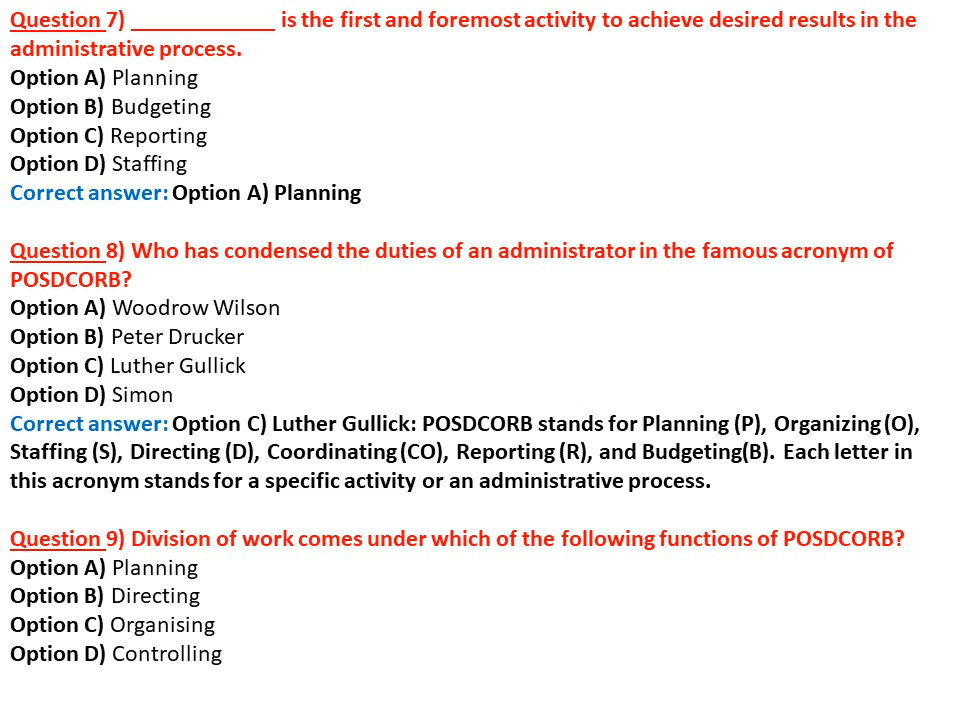 Question 7) _____________ is the first and foremost activity to achieve desired results in the
administrative process.
Option A) Planning
Option B) Budgeting
Option C) Reporting
Option D) Staffing
Correct answer: Option A) Planning
Question 8) Who has condensed the duties of an administrator in the famous acronym of
POSDCORB?
Option A) Woodrow Wilson
Option B) Peter Drucker
Option C) Luther Gullick
Option D) Simon
Correct answer: Option C) Luther Gullick: POSDCORB stands for Planning (P), Organizing (O),
Staffing (S), Directing (D), Coordinating (CO), Reporting (R), and Budgeting(B). Each letter in
this acronym stands for a specific activity or an administrative process.
Question 9) Division of work comes under which of the following functions of POSDCORB?
Option A) Planning
Option B) Directing
Option C) Organising
Option D) Controlling